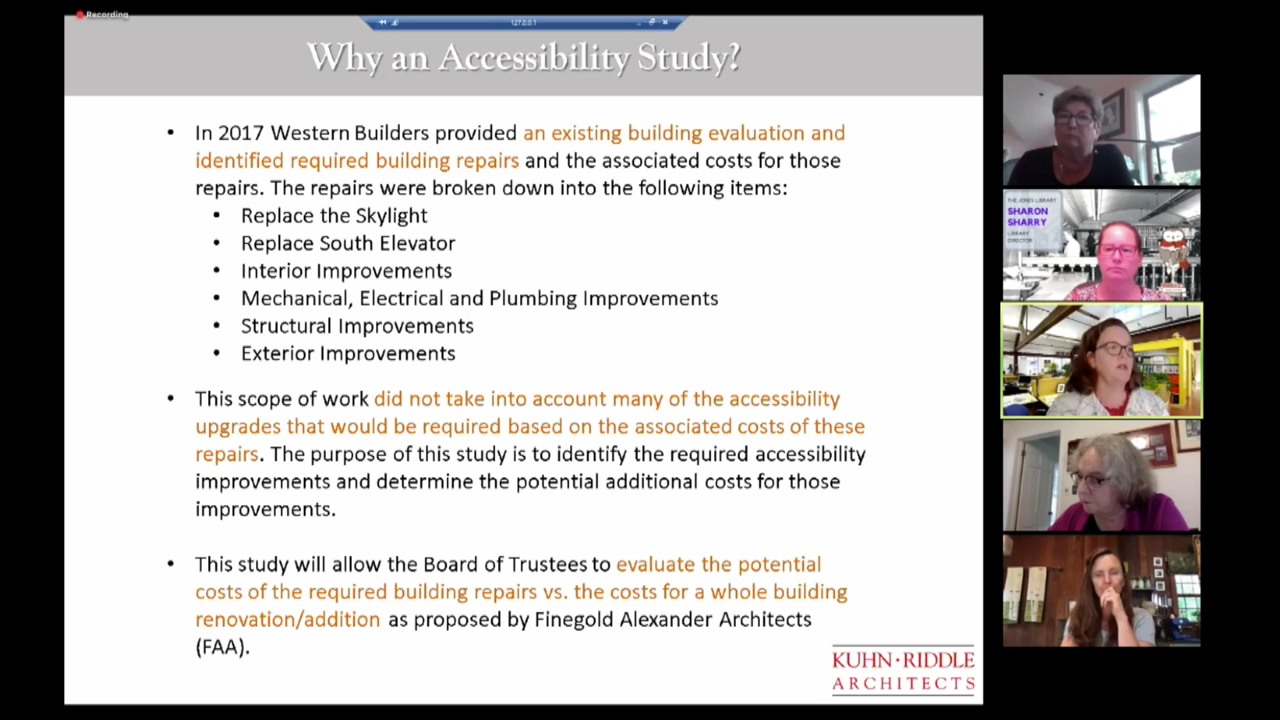 Recording
127.0.0.1
Why an Accessibility Study?
• In 2017 Western Builders provided an existing building evaluation and
identified required building repairs and the associated costs for those
repairs. The repairs were broken down into the following items:
• Replace the Skylight
• Replace South Elevator
• Interior Improvements
• Mechanical, Electrical and Plumbing Improvements
• Structural Improvements
• Exterior Improvements
• This scope of work did not take into account many of the accessibility
upgrades that would be required based on the associated costs of these
repairs. The purpose of this study is to identify the required accessibility
improvements and determine the potential additional costs for those
improvements.
• This study will allow the Board of Trustees to evaluate the potential
costs of the required building repairs vs. the costs for a whole building
renovation/addition as proposed by Finegold Alexander Architects
(FAA).
KUHN·RIDDLE
ARCHITECTS
THE JONES LIBRARY
SHARON
SHARRY
LIBRARY
DIRECTOR